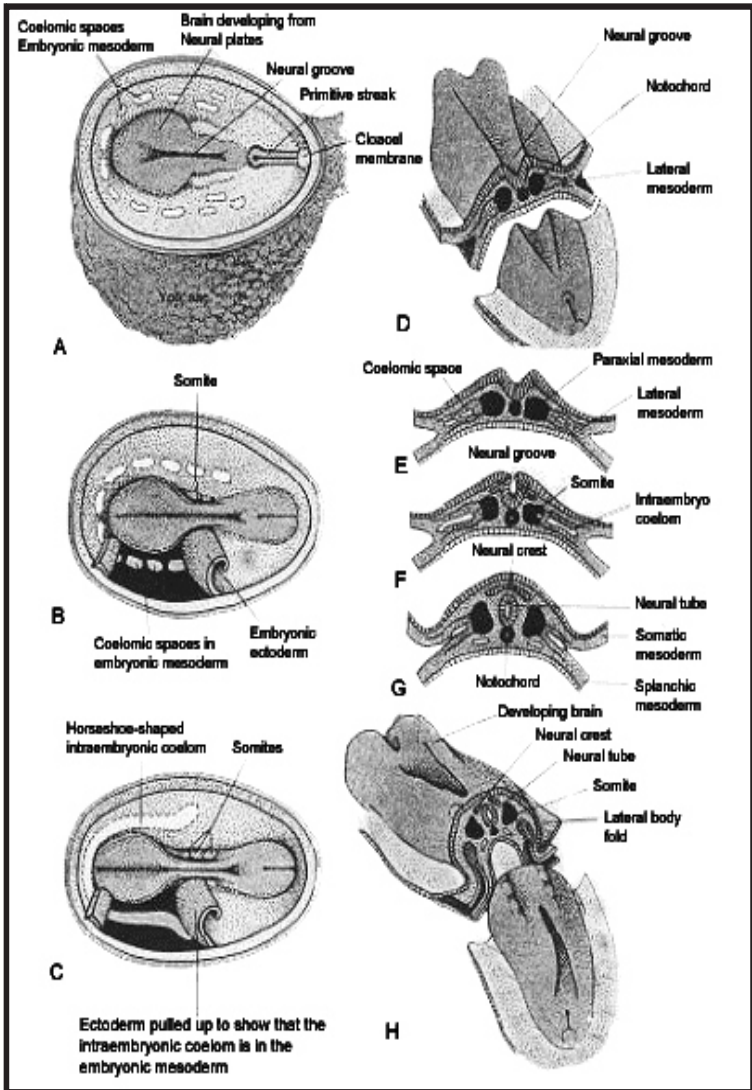 Coelomic spaces
Embryonic mesoderm
Brain developing from
Neural plates
Neural groove
Primitive streak
Cloacel
membrane
Yolk sac
A
Neural groove
Notochord
Lateral
mesoderm
D
Somite
B
Coelomic spaces in
embryonic mesoderm
Embryonic
ectoderm
Coelomic space
Paraxial mesoderm
Lateral
mesoderm
E
Neural groove
Somite
Intraembryo
coelom
F
Neural crest
Neural tube
Somatic
mesoderm
G
Notochord
Splanchic
mesoderm
Horseshoe-shaped
intraembryonic coelom
Somites
C
Ectoderm pulled up to show that the
intraembryonic coelom is in the
embryonic mesoderm
Developing brain
Neural crest
Neural tube
Somite
Lateral body
fold
H